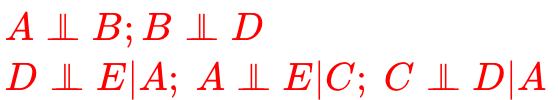 A ⫫ B; B ⫫ D
D ⫫ E|A; A ⫫ E|C; C ⫫ D|A